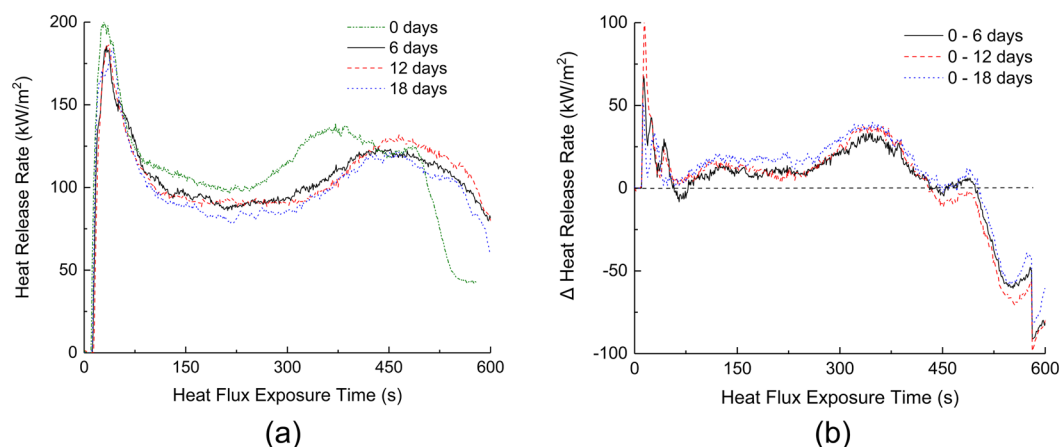 200
150
100
50
0
Heat Release Rate (kW/m²)
0 days
6 days
12 days
18 days
0 150 300 450 600
Heat Flux Exposure Time (s)
(a)
100
50
0
-50
-100
Δ Heat Release Rate (kW/m²)
0 - 6 days
0 - 12 days
0 - 18 days
0 150 300 450 600
Heat Flux Exposure Time (s)
(b)